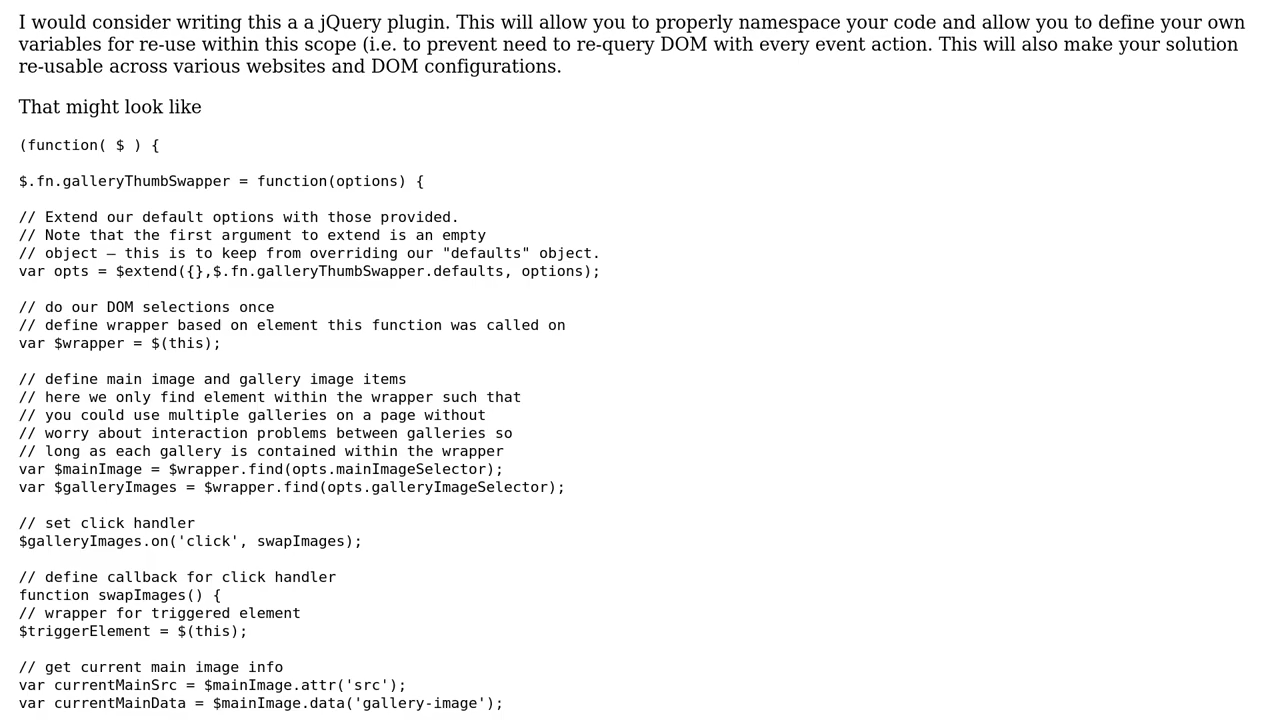 I would consider writing this a a jQuery plugin. This will allow you to properly namespace your code and allow you to define your own
variables for re-use within this scope (i.e. to prevent need to re-query DOM with every event action. This will also make your solution
re-usable across various websites and DOM configurations.
That might look like
(function( $ ) {
$.fn.galleryThumbSwapper = function(options) {
// Extend our default options with those provided.
// Note that the first argument to extend is an empty
// object – this is to keep from overriding our "defaults" object.
var opts = $extend({},$.fn.galleryThumbSwapper.defaults, options);
// do our DOM selections once
// define wrapper based on element this function was called on
var $wrapper = $(this);
// define main image and gallery image items
// here we only find element within the wrapper such that
// you could use multiple galleries on a page without
// worry about interaction problems between galleries so
// long as each gallery is contained within the wrapper
var $mainImage = $wrapper.find(opts.mainImageSelector);
var $galleryImages = $wrapper.find(opts.galleryImageSelector);
// set click handler
$galleryImages.on('click', swapImages);
// define callback for click handler
function swapImages() {
// wrapper for triggered element
$triggerElement = $(this);
// get current main image info
var currentMainSrc = $mainImage.attr('src');
var currentMainData = $mainImage.data('gallery-image');